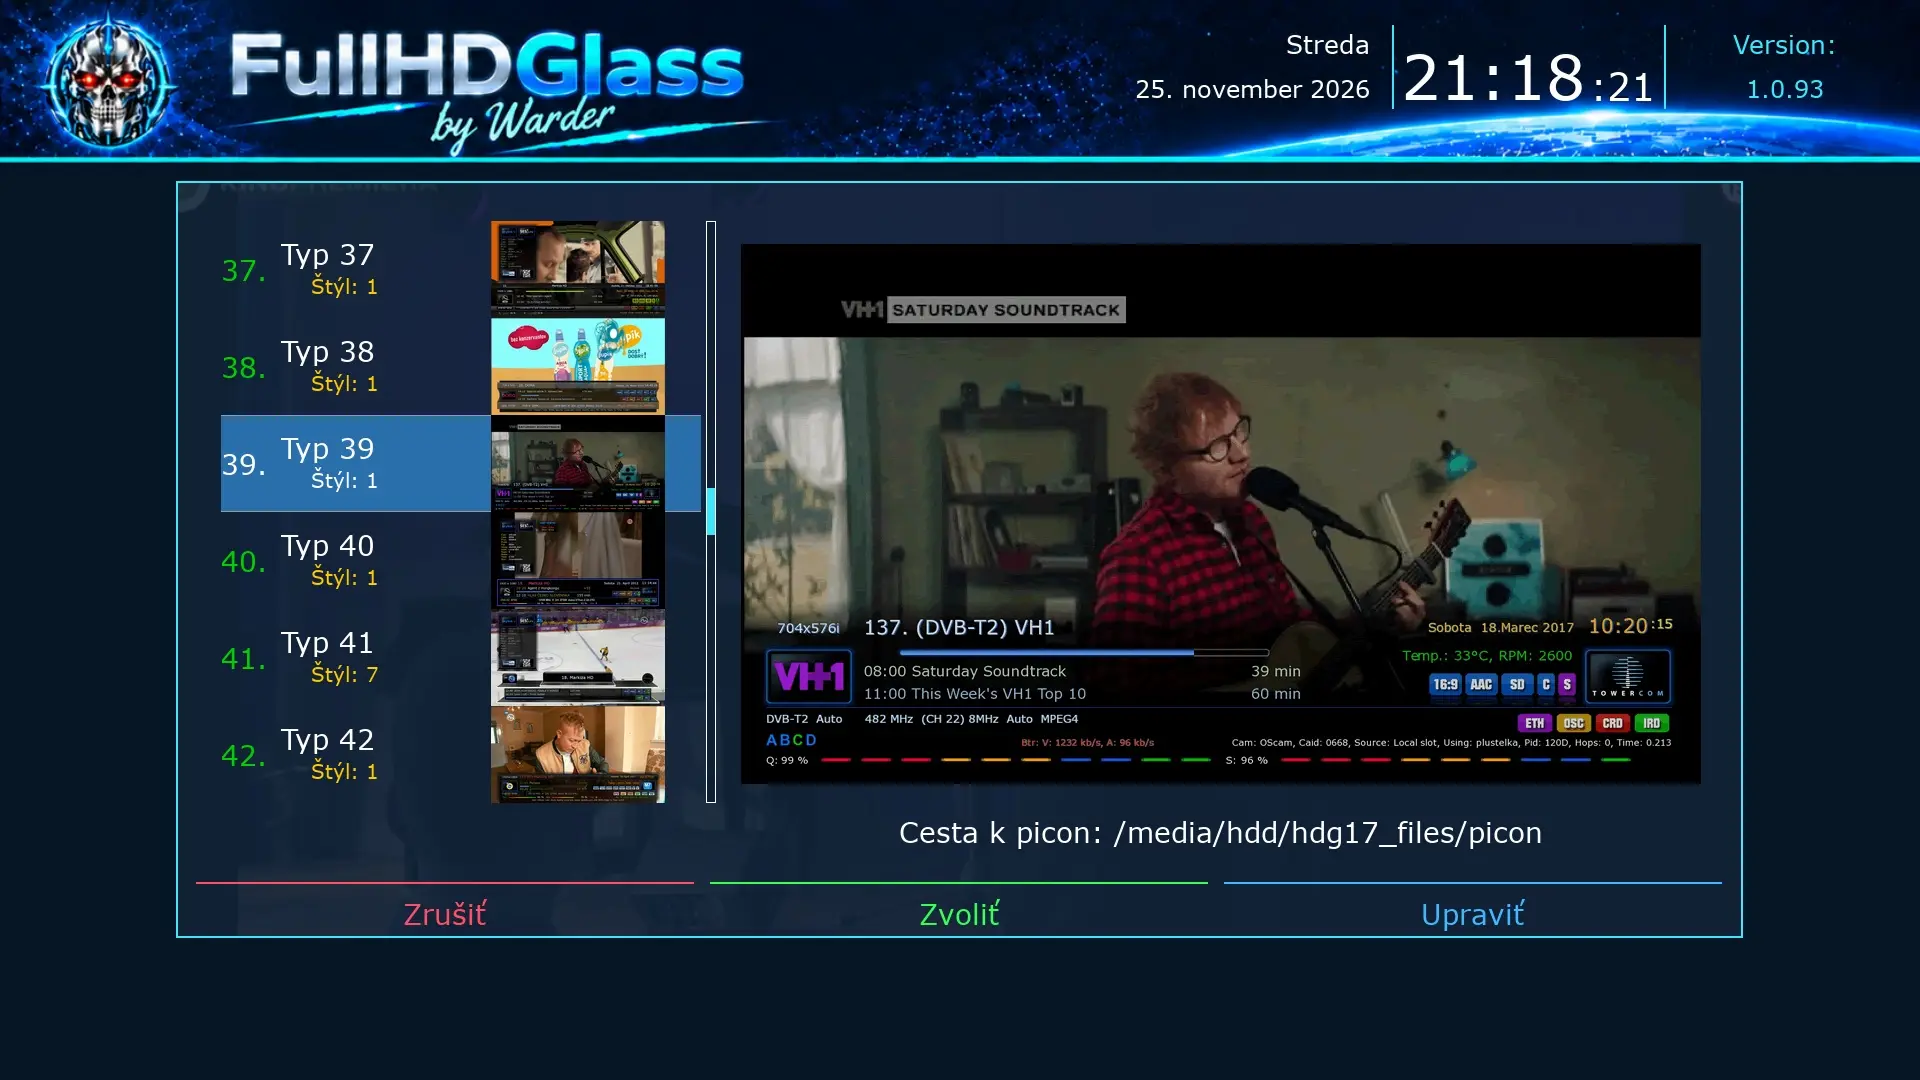 FullHDGlass
by Warder
Streda
25. november 2026
21:18:21
Version:
1.0.93
37.
Typ 37
Štýl: 1
38.
Typ 38
Štýl: 1
39.
Typ 39
Štýl: 1
40.
Typ 40
Štýl: 1
41.
Typ 41
Štýl: 7
42.
Typ 42
Štýl: 1
VH1 SATURDAY SOUNDTRACK
704x576i
137. (DVB-T2) VH1
Sobota 18.Marec 2017 10:20:15
Temp.: 33ºC, RPM: 2600
VH1
08:00 Saturday Soundtrack 39 min
11:00 This Week's VH1 Top 10 60 min
16:9 AAC SD C S
TOWERCOM
DVB-T2 Auto 482 MHz (CH 22) 8MHz Auto MPEG4
ETH OSC CRD IRD
ABCD
Btr: V: 1232 kb/s, A: 96 kb/s
Cam: OScam, Caid: 0668, Source: Local slot, Using: plustelka, Pid: 120D, Hops: 0, Time: 0.213
Q: 99 %
S: 96 %
Cesta k picon: /media/hdd/hdg17_files/picon
Zrušiť
Zvoliť
Upraviť